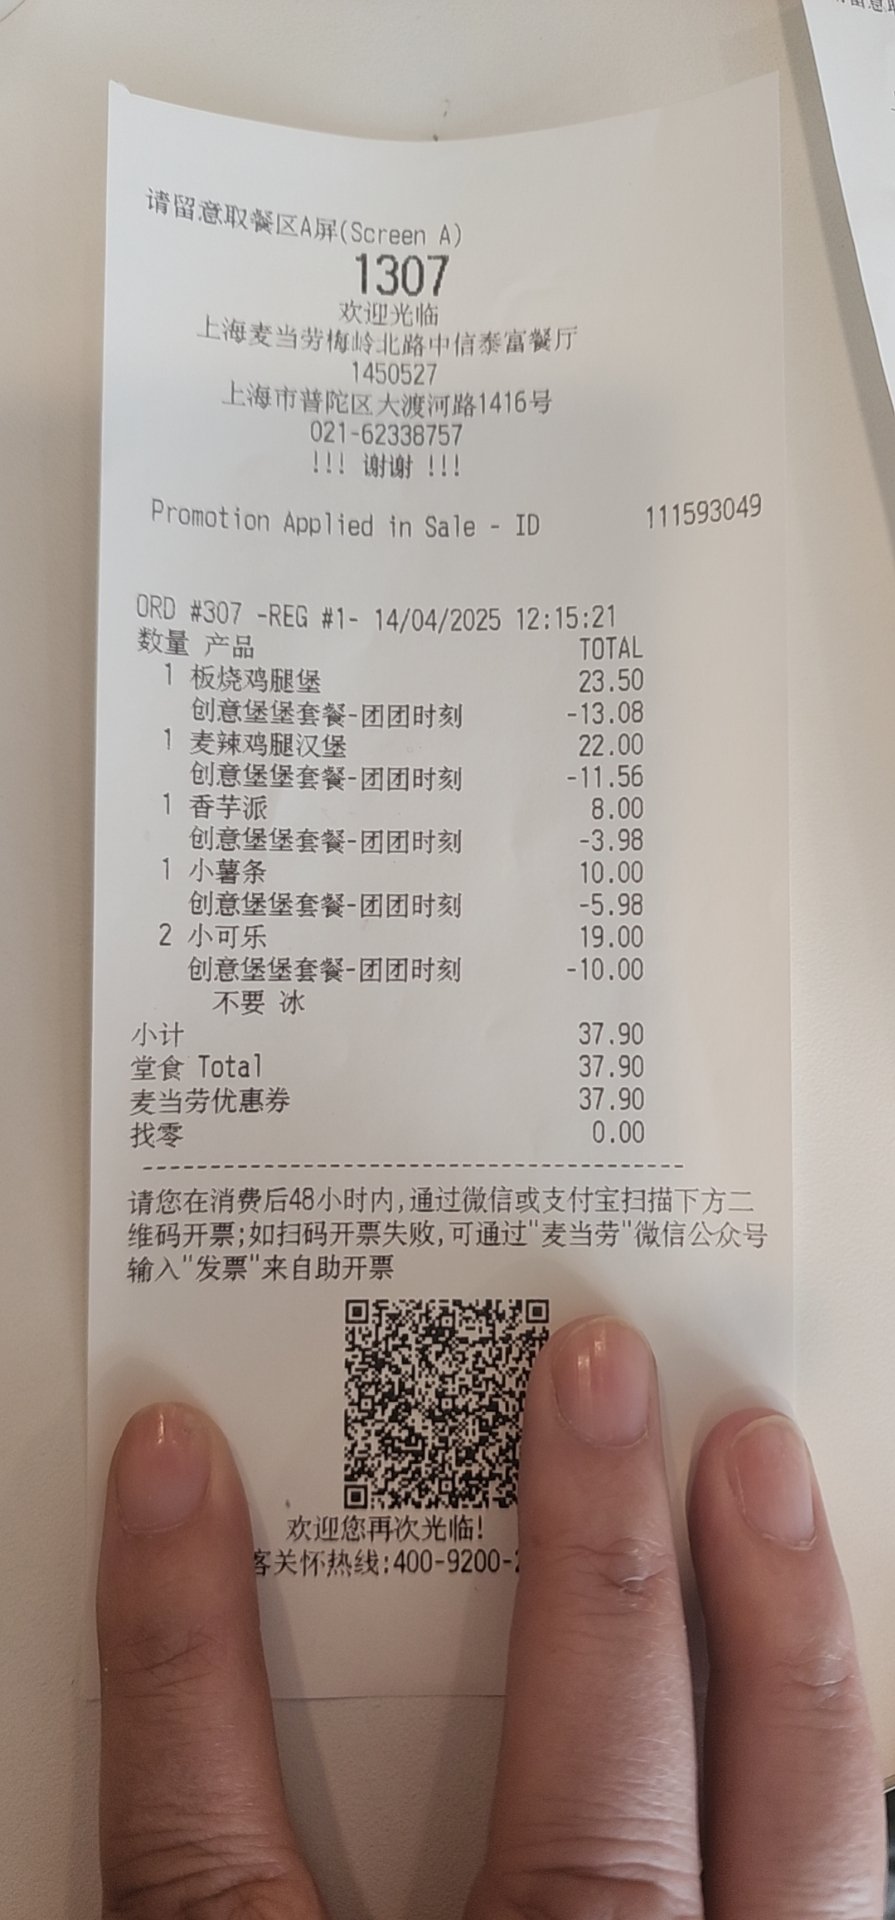 请留意取餐区A屏(Screen A)
1307
欢迎光临
上海麦当劳梅岭北路中信泰富餐厅
1450527
上海市普陀区大渡河路1416号
021-62338757
!!! 谢谢 !!!
Promotion Applied in Sale - ID 111593049
ORD #307 -REG #1- 14/04/2025 12:15:21
数量 产品 TOTAL
1 板烧鸡腿堡 23.50
创意堡堡套餐-团团时刻 -13.08
1 麦辣鸡腿汉堡 22.00
创意堡堡套餐-团团时刻 -11.56
1 香芋派 8.00
创意堡堡套餐-团团时刻 -3.98
1 小薯条 10.00
创意堡堡套餐-团团时刻 -5.98
2 小可乐 19.00
创意堡堡套餐-团团时刻 -10.00
不要 冰
小计 37.90
堂食 Total 37.90
麦当劳优惠券 37.90
找零 0.00
请您在消费后48小时内,通过微信或支付宝扫描下方二
维码开票;如扫码开票失败,可通过"麦当劳"微信公众号
输入"发票"来自助开票
欢迎您再次光临!
客关怀热线:400-9200-